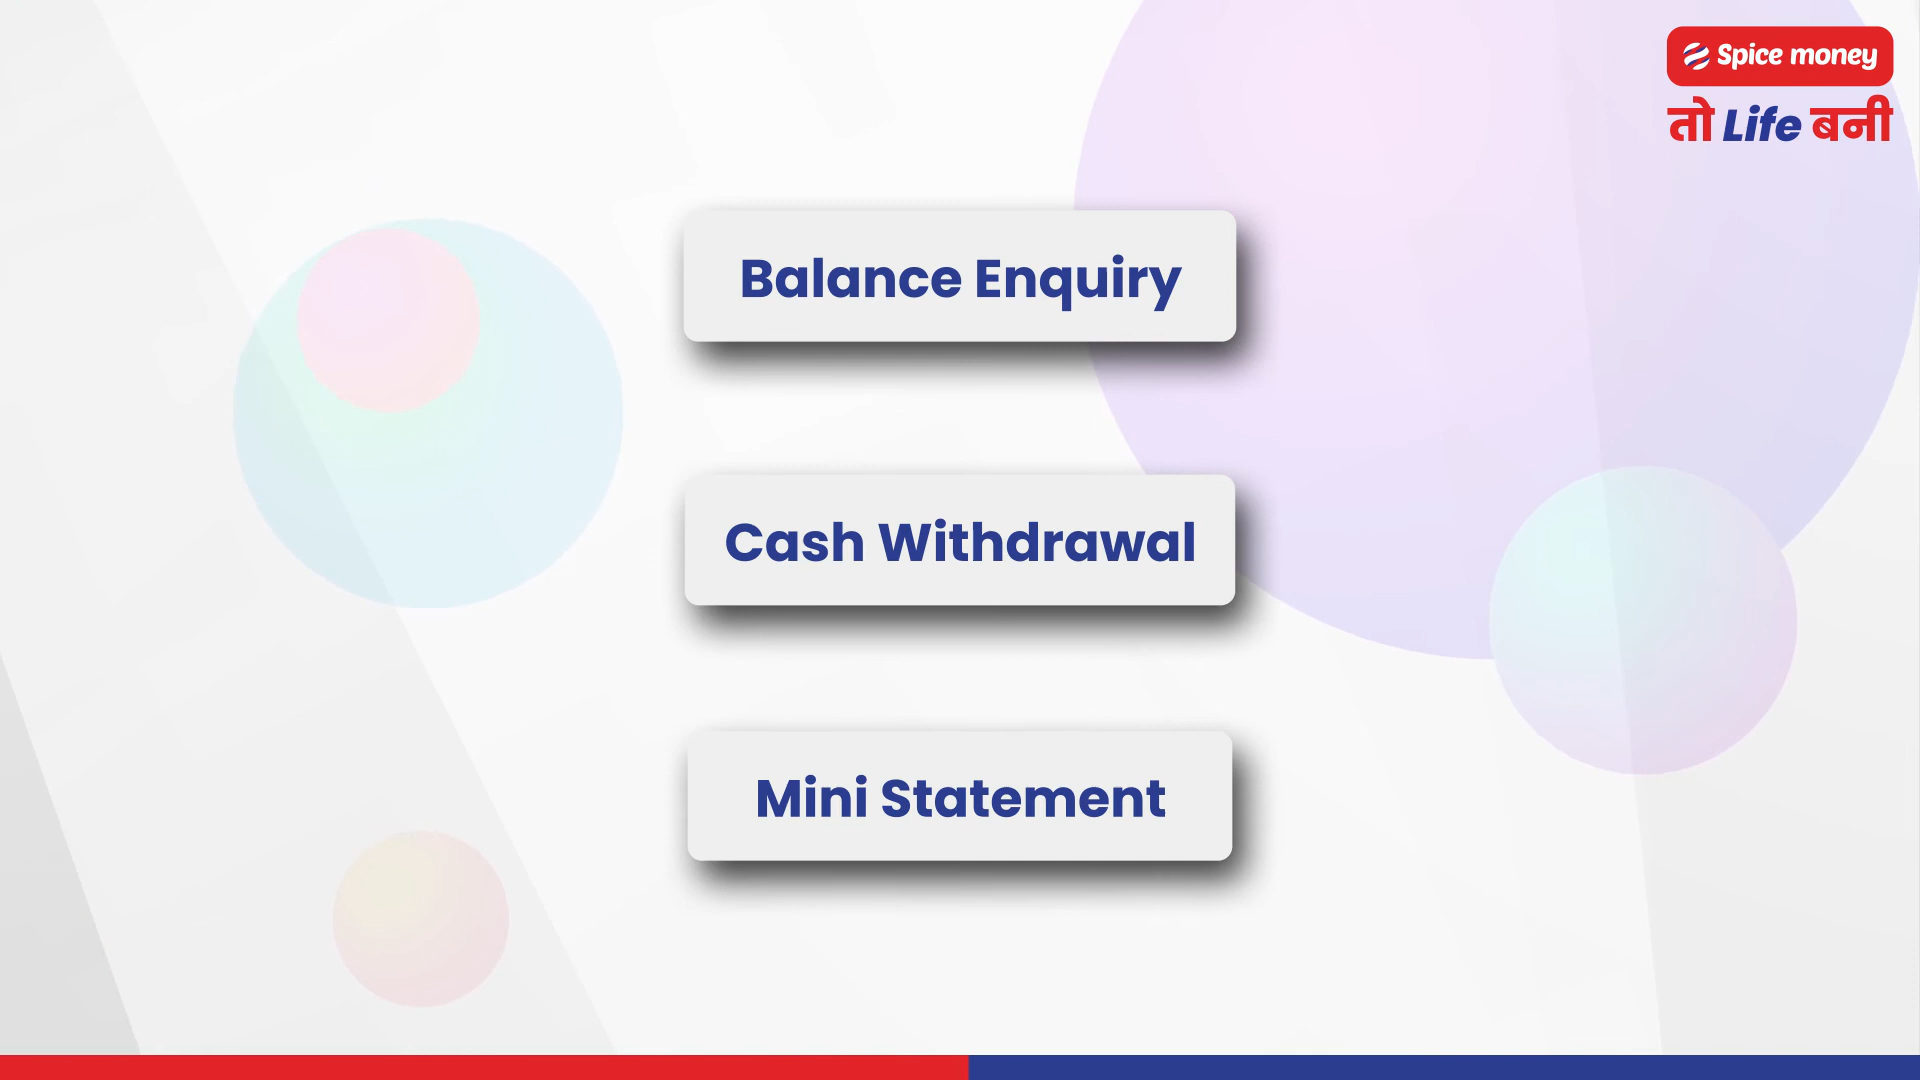 Spice money
तो Life बनी
Balance Enquiry
Cash Withdrawal
Mini Statement